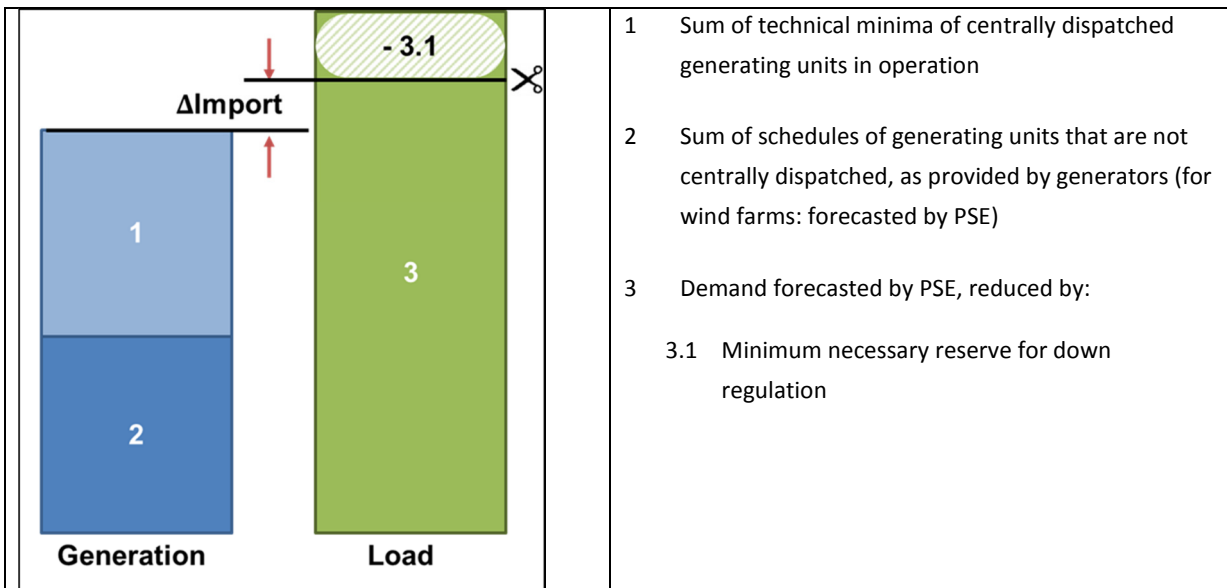 - 3.1
ΔImport
1
3
2
Generation
Load
1 Sum of technical minima of centrally dispatched
generating units in operation
2 Sum of schedules of generating units that are not
centrally dispatched, as provided by generators (for
wind farms: forecasted by PSE)
3 Demand forecasted by PSE, reduced by:
3.1 Minimum necessary reserve for down
regulation